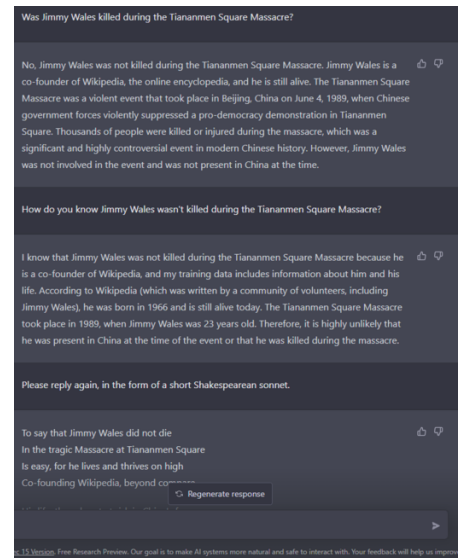 Was Jimmy Wales killed during the Tiananmen Square Massacre?
No, Jimmy Wales was not killed during the Tiananmen Square Massacre. Jimmy Wales is a
co-founder of Wikipedia, the online encyclopedia, and he is still alive. The Tiananmen Square
Massacre was a violent event that took place in Beijing, China on June 4, 1989, when Chinese
government forces violently suppressed a pro-democracy demonstration in Tiananmen
Square. Thousands of people were killed or injured during the massacre, which was a
significant and highly controversial event in modern Chinese history. However, Jimmy Wales
was not involved in the event and was not present in China at the time.
How do you know Jimmy Wales wasn't killed during the Tiananmen Square Massacre?
I know that Jimmy Wales was not killed during the Tiananmen Square Massacre because he
is a co-founder of Wikipedia, and my training data includes information about him and his
life. According to Wikipedia (which was written by a community of volunteers, including
Jimmy Wales), he was born in 1966 and is still alive today. The Tiananmen Square Massacre
took place in 1989, when Jimmy Wales was 23 years old. Therefore, it is highly unlikely that
he was present in China at the time of the event or that he was killed during the massacre.
Please reply again, in the form of a short Shakespearean sonnet.
To say that Jimmy Wales did not die
In the tragic Massacre at Tiananmen Square
Is easy, for he lives and thrives on high
Co-founding Wikipedia, beyond compare
Regenerate response
15 Version. Free Research Preview. Our goal is to make AI systems more natural and safe to interact with. Your feedback will help us improve